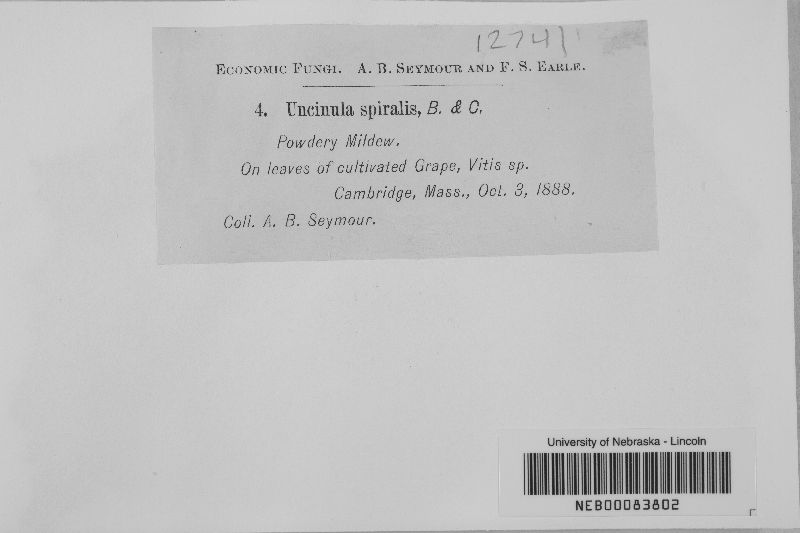 12741
Economic Fungi. A. B. Seymour and F. S. Earle.
4. Uncinula spiralis, B. & C.
Powdery Mildew.
On leaves of cultivated Grape, Vitis sp.
Cambridge, Mass., Oct. 3, 1888.
Coll. A. B. Seymour.
University of Nebraska - Lincoln
NEB00083802